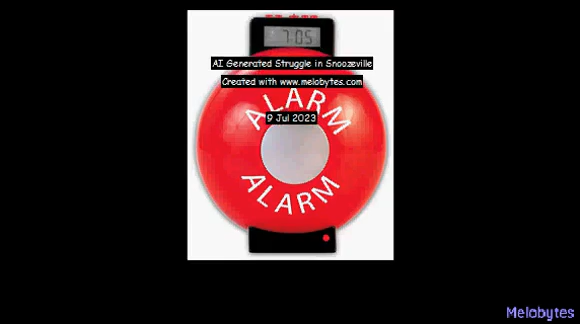 7:05
AI Generated Struggle in Snoozeville
Created with www.melobytes.com
ALARM
9 Jul 2023
ALARM
Melobytes